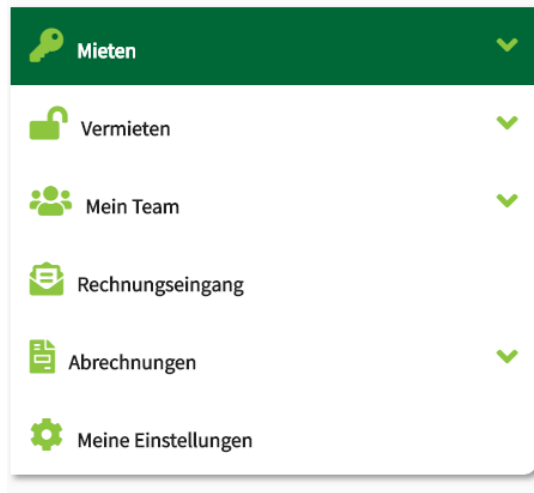 Mieten
Vermieten
Mein Team
Rechnungseingang
Abrechnungen
Meine Einstellungen